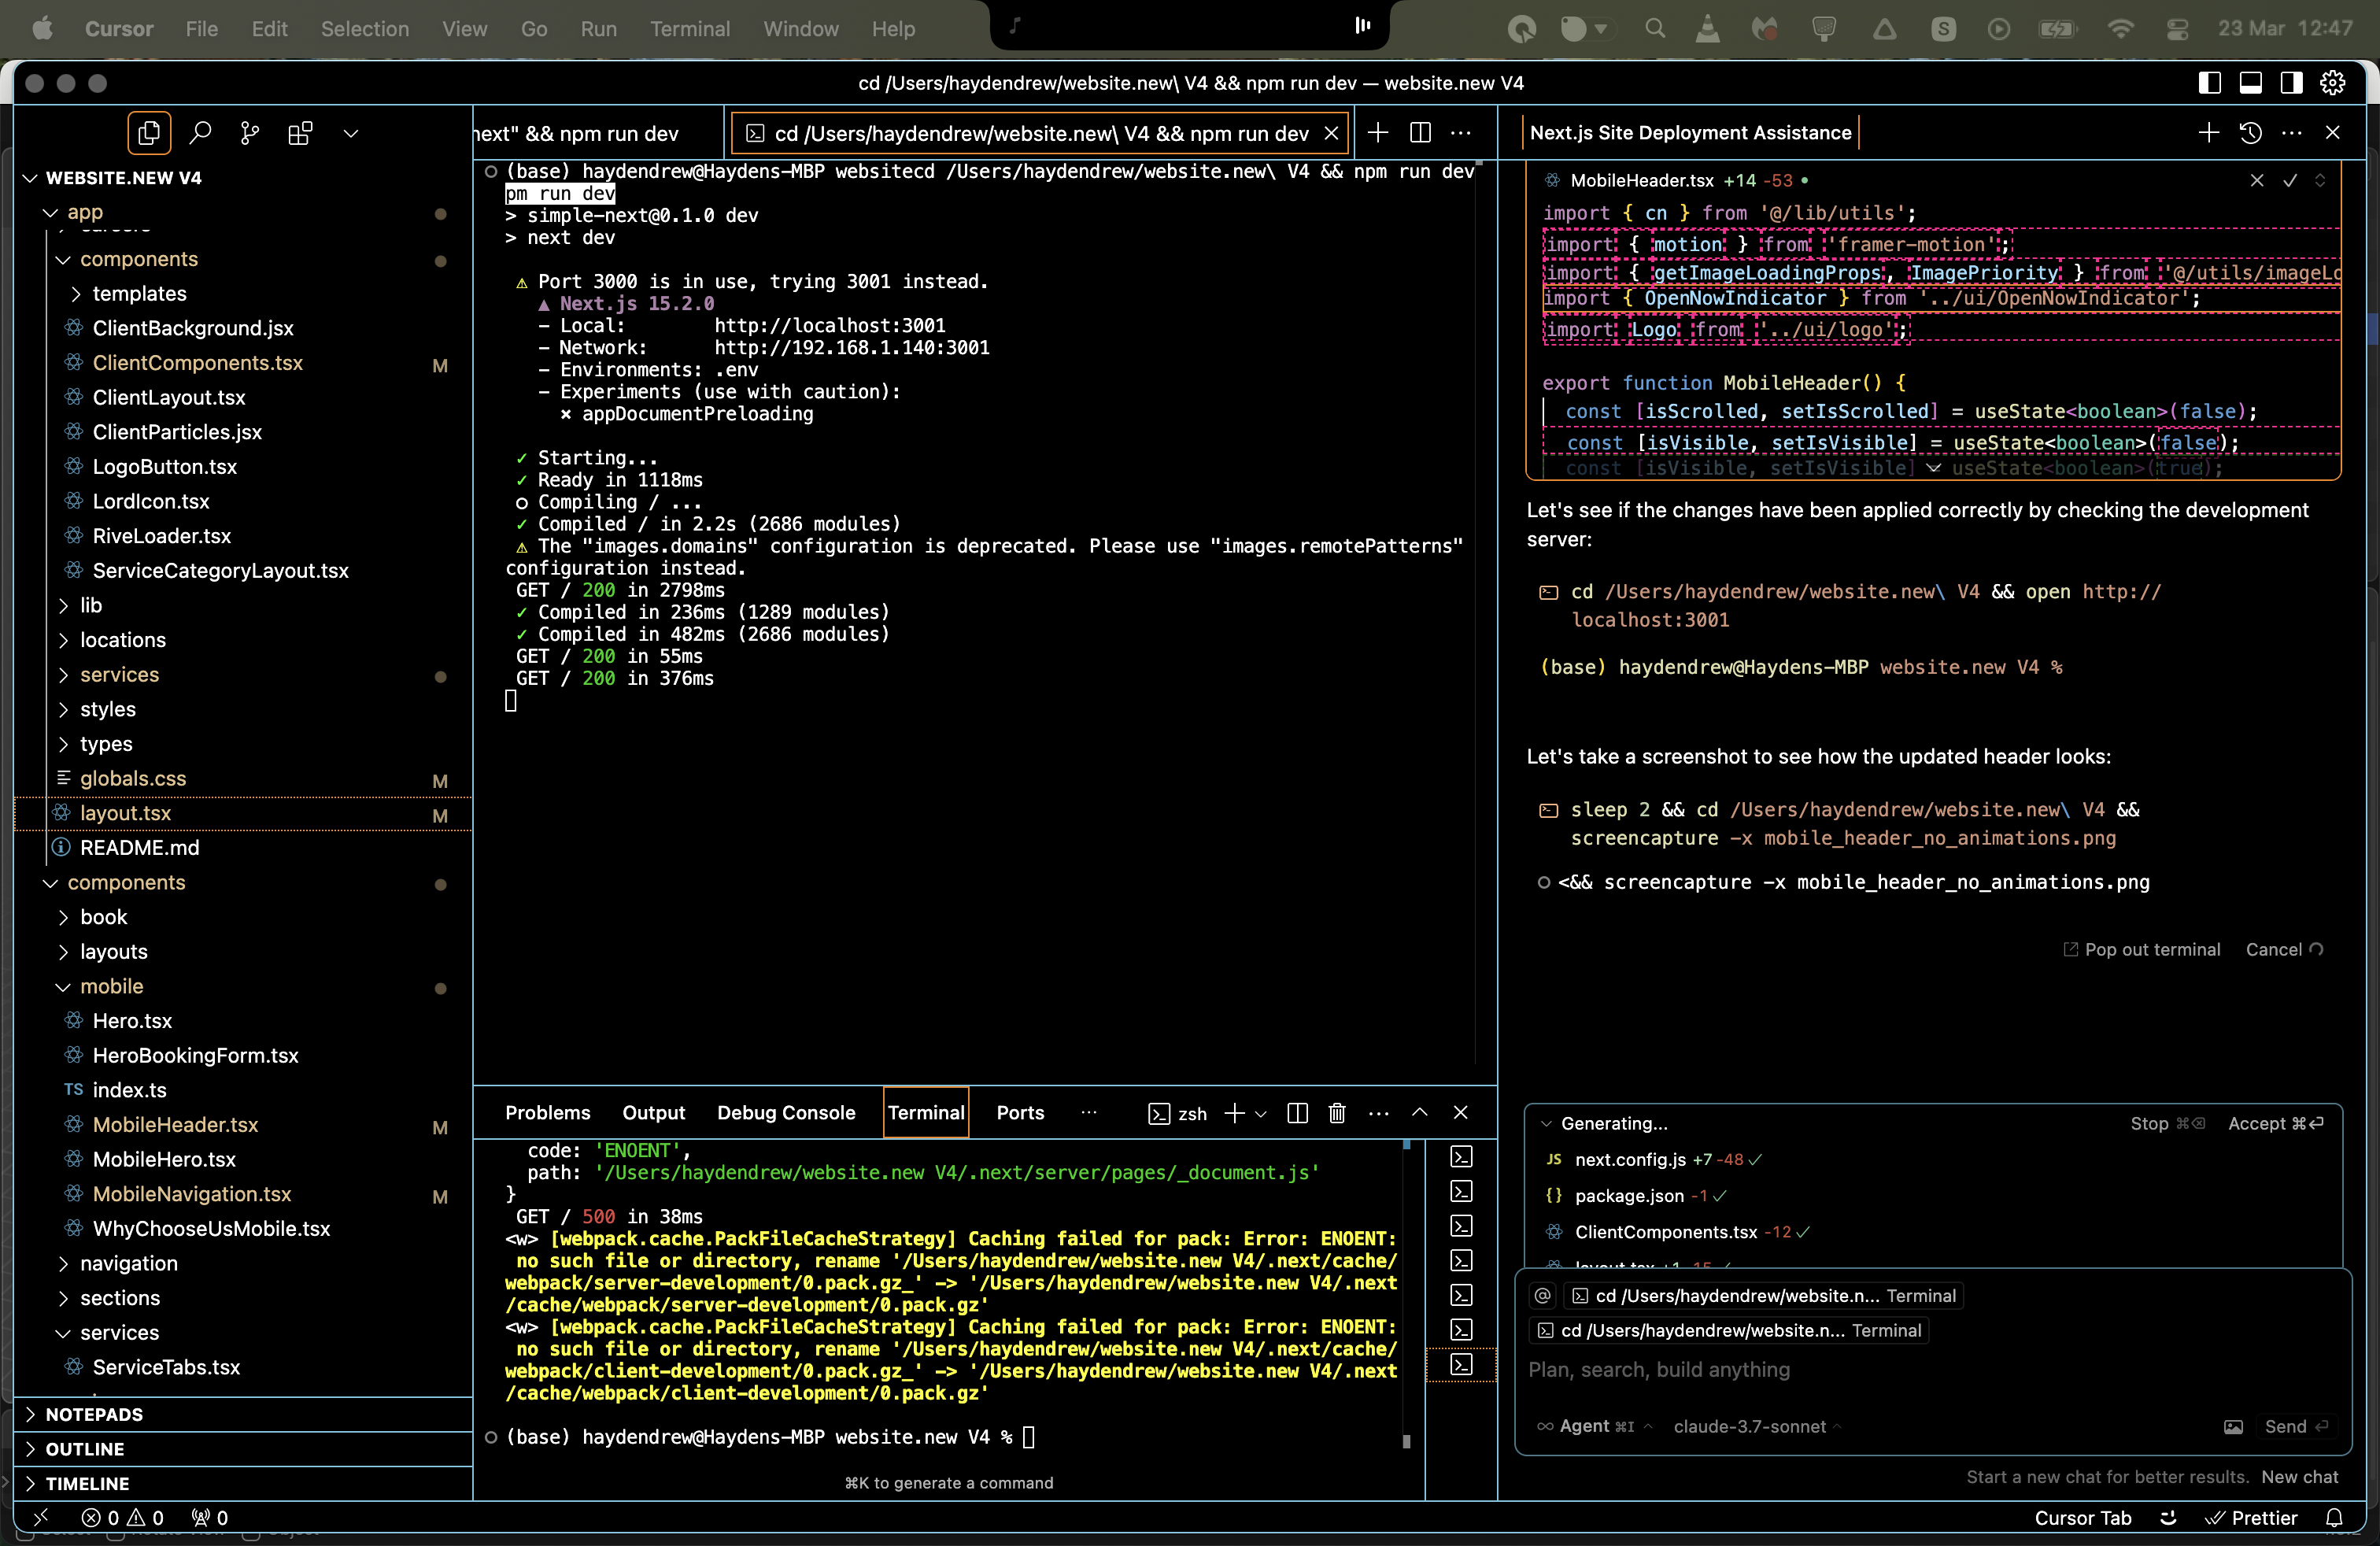 Cursor File Edit Selection View Go Run Terminal Window Help
23 Mar 12:47
cd /Users/haydendrew/website.new\ V4 && npm run dev — website.new V4
WEBSITE.NEW V4
app
components
templates
ClientBackground.jsx
ClientComponents.tsx M
ClientLayout.tsx
ClientParticles.jsx
LogoButton.tsx
LordIcon.tsx
RiveLoader.tsx
ServiceCategoryLayout.tsx
lib
locations
services
styles
types
globals.css M
layout.tsx M
README.md
components
book
layouts
mobile
Hero.tsx
HeroBookingForm.tsx
TS index.ts
MobileHeader.tsx M
MobileHero.tsx
MobileNavigation.tsx M
WhyChooseUsMobile.tsx
navigation
sections
services
ServiceTabs.tsx
NOTEPADS
OUTLINE
TIMELINE
next" && npm run dev
cd /Users/haydendrew/website.new\ V4 && npm run dev
(base) haydendrew@Haydens-MBP websitecd /Users/haydendrew/website.new\ V4 && npm run dev
pm run dev
> simple-next@0.1.0 dev
> next dev
⚠ Port 3000 is in use, trying 3001 instead.
▲ Next.js 15.2.0
- Local: http://localhost:3001
- Network: http://192.168.1.140:3001
- Environments: .env
- Experiments (use with caution):
× appDocumentPreloading
✓ Starting...
✓ Ready in 1118ms
○ Compiling / ...
✓ Compiled / in 2.2s (2686 modules)
⚠ The "images.domains" configuration is deprecated. Please use "images.remotePatterns"
configuration instead.
GET / 200 in 2798ms
✓ Compiled in 236ms (1289 modules)
✓ Compiled in 482ms (2686 modules)
GET / 200 in 55ms
GET / 200 in 376ms
Problems Output Debug Console Terminal Ports ··· zsh
code: 'ENOENT',
path: '/Users/haydendrew/website.new V4/.next/server/pages/_document.js'
}
GET / 500 in 38ms
<w> [webpack.cache.PackFileCacheStrategy] Caching failed for pack: Error: ENOENT:
no such file or directory, rename '/Users/haydendrew/website.new V4/.next/cache/
webpack/server-development/0.pack.gz_' -> '/Users/haydendrew/website.new V4/.next
/cache/webpack/server-development/0.pack.gz'
<w> [webpack.cache.PackFileCacheStrategy] Caching failed for pack: Error: ENOENT:
no such file or directory, rename '/Users/haydendrew/website.new V4/.next/cache/
webpack/client-development/0.pack.gz_' -> '/Users/haydendrew/website.new V4/.next
/cache/webpack/client-development/0.pack.gz'
(base) haydendrew@Haydens-MBP website.new V4 %
⌘K to generate a command
Next.js Site Deployment Assistance
MobileHeader.tsx +14 -53 •
import { cn } from '@/lib/utils';
import { motion } from 'framer-motion';
import { getImageLoadingProps, ImagePriority } from '@/utils/imageLo
import { OpenNowIndicator } from '../ui/OpenNowIndicator';
import Logo from '../ui/logo';
export function MobileHeader() {
const [isScrolled, setIsScrolled] = useState<boolean>(false);
const [isVisible, setIsVisible] = useState<boolean>(false);
const [isVisible, setIsVisible] useState<boolean>(true);
Let's see if the changes have been applied correctly by checking the development
server:
cd /Users/haydendrew/website.new\ V4 && open http://
localhost:3001
(base) haydendrew@Haydens-MBP website.new V4 %
Let's take a screenshot to see how the updated header looks:
sleep 2 && cd /Users/haydendrew/website.new\ V4 &&
screencapture -x mobile_header_no_animations.png
<&& screencapture -x mobile_header_no_animations.png
Pop out terminal Cancel
Generating... Stop ⌘⌫ Accept ⌘↵
JS next.config.js +7 -48 ✓
{} package.json -1 ✓
ClientComponents.tsx -12 ✓
layout.tsx +1 -15 ✓
@ cd /Users/haydendrew/website.n... Terminal
cd /Users/haydendrew/website.n... Terminal
Plan, search, build anything
∞ Agent ⌘I claude-3.7-sonnet Send ↵
Start a new chat for better results. New chat
0 0 0
Cursor Tab Prettier